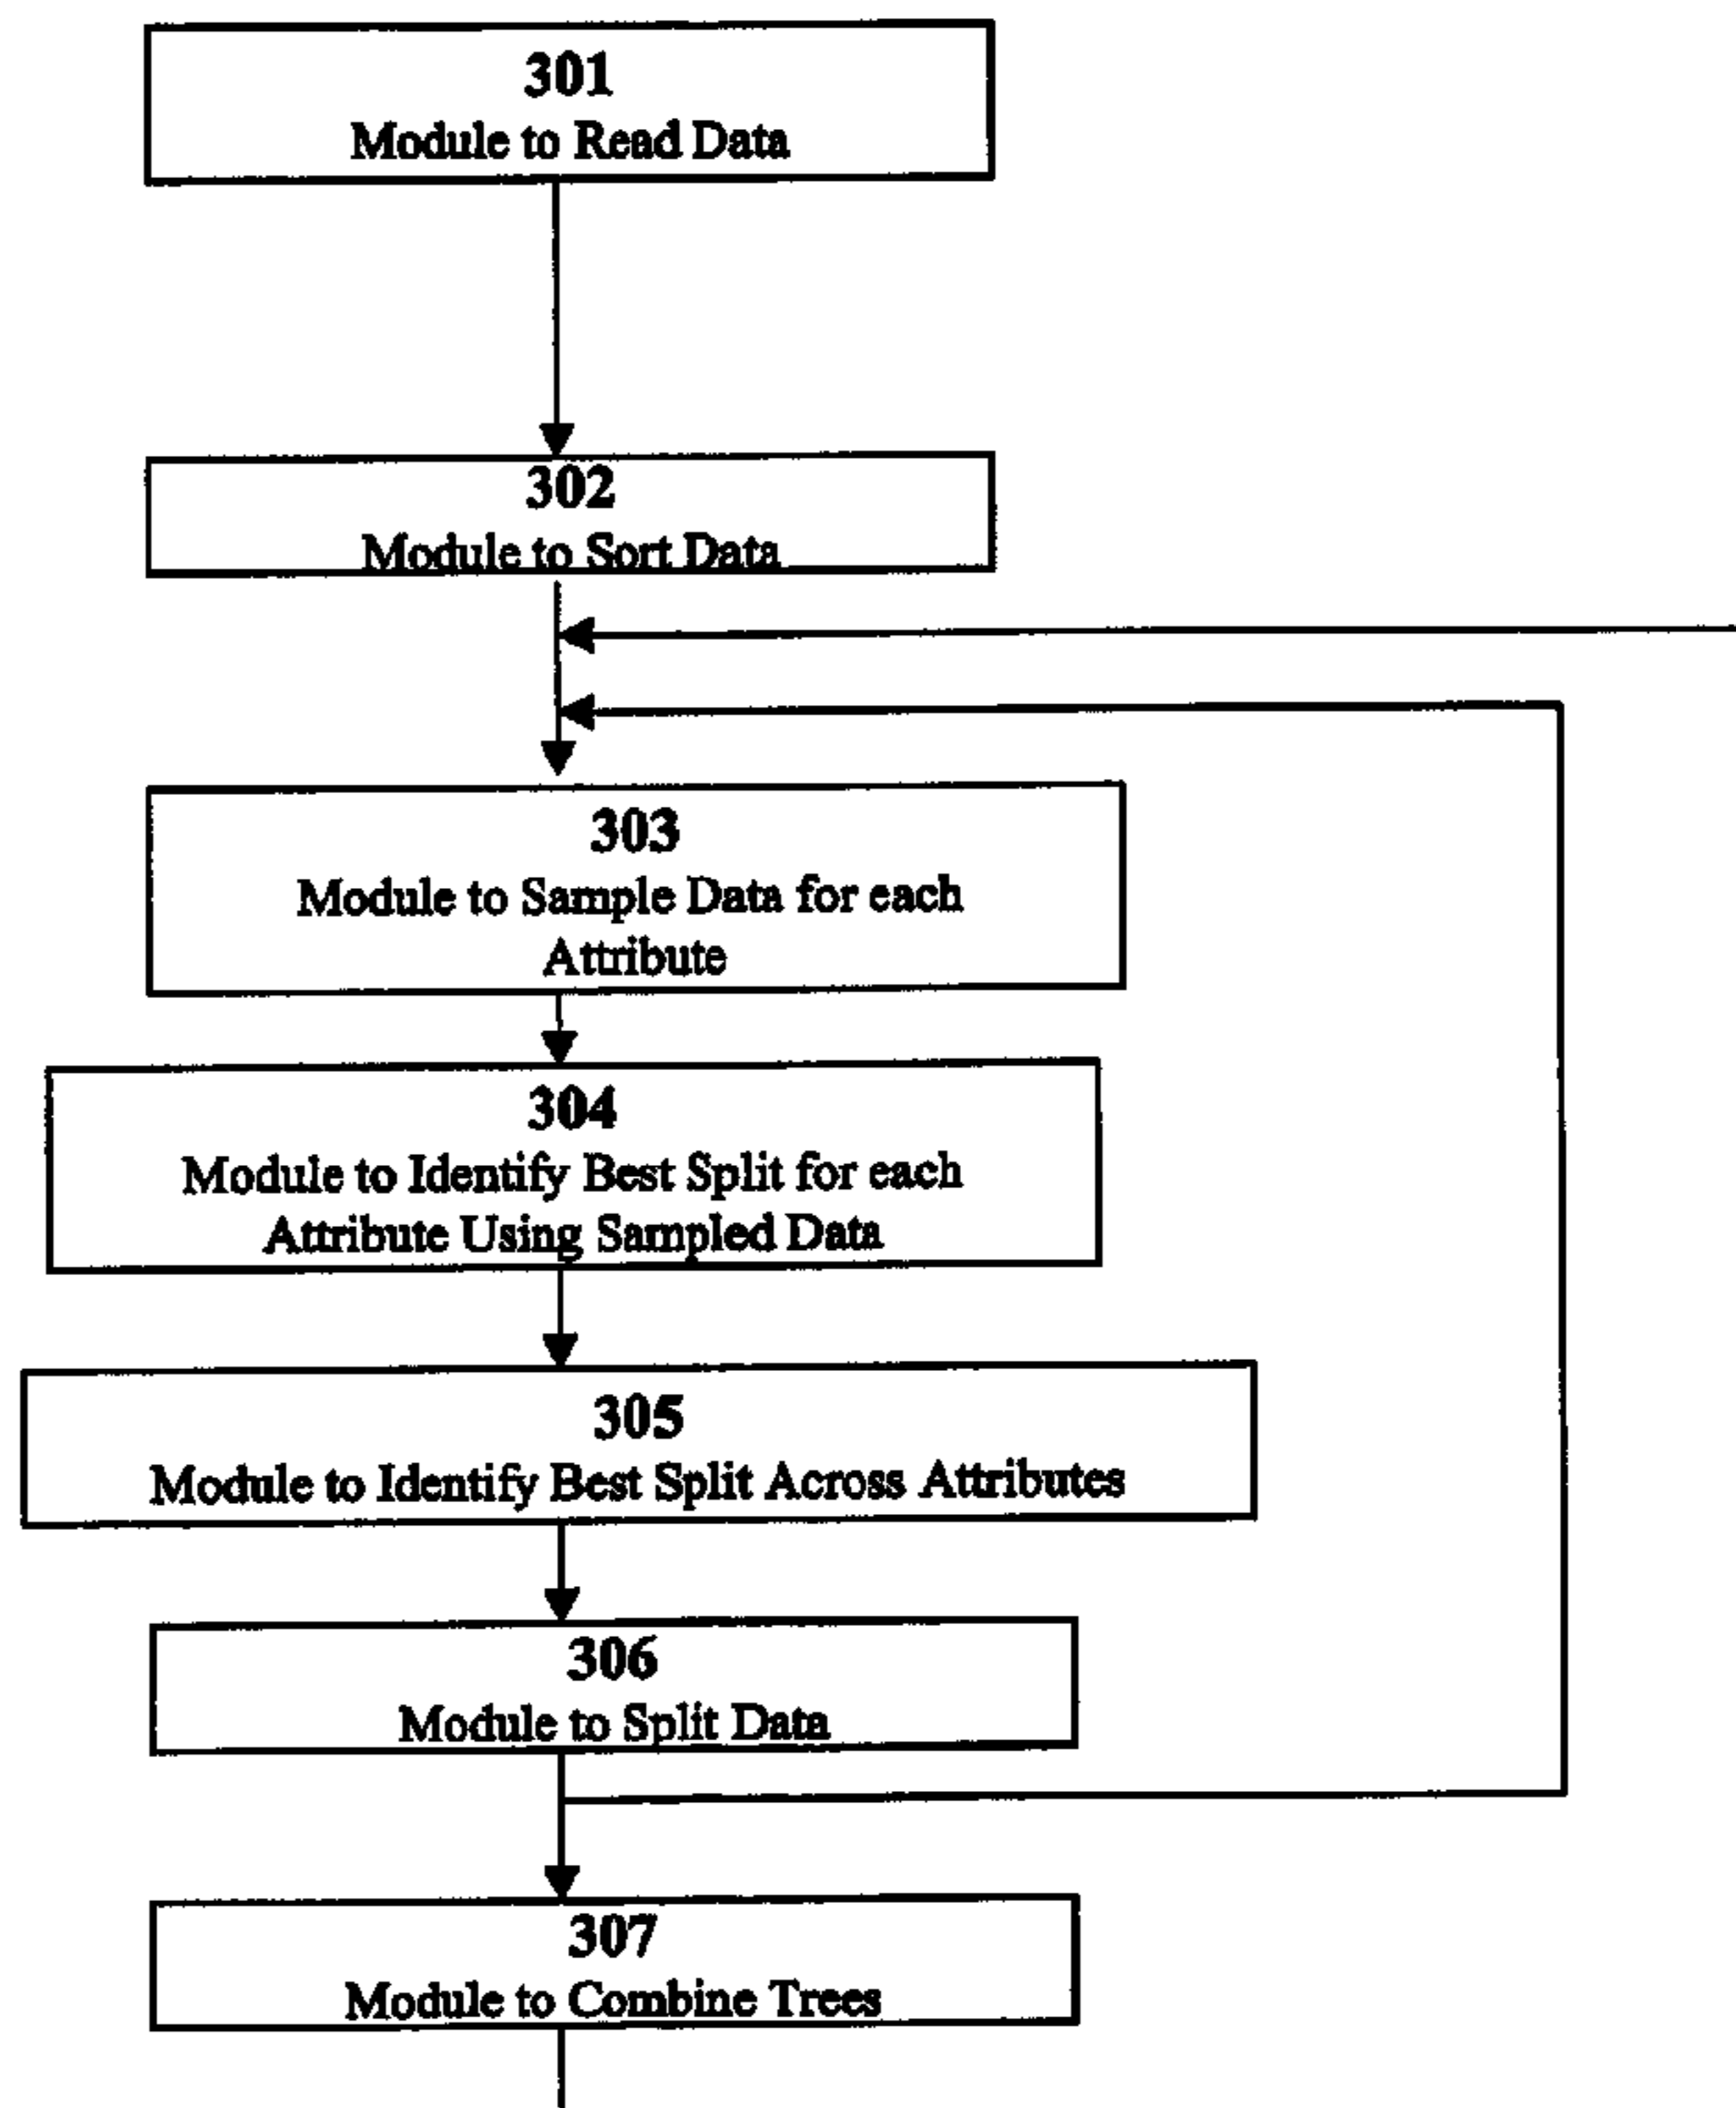 301
Module to Read Data
302
Module to Sort Data
303
Module to Sample Data for each
Attribute
304
Module to Identify Best Split for each
Attribute Using Sampled Data
305
Module to Identify Best Split Across Attributes
306
Module to Split Data
307
Module to Combine Trees